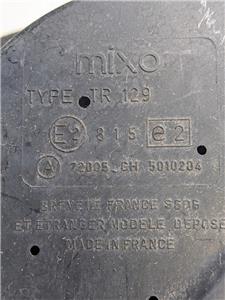 mixo
TYPE TR 129
E2 815 e2
A 72005 CH 5010204
BREVETE FRANCE SGDG
ET ETRANGER MODELE DEPOSE
MADE IN FRANCE